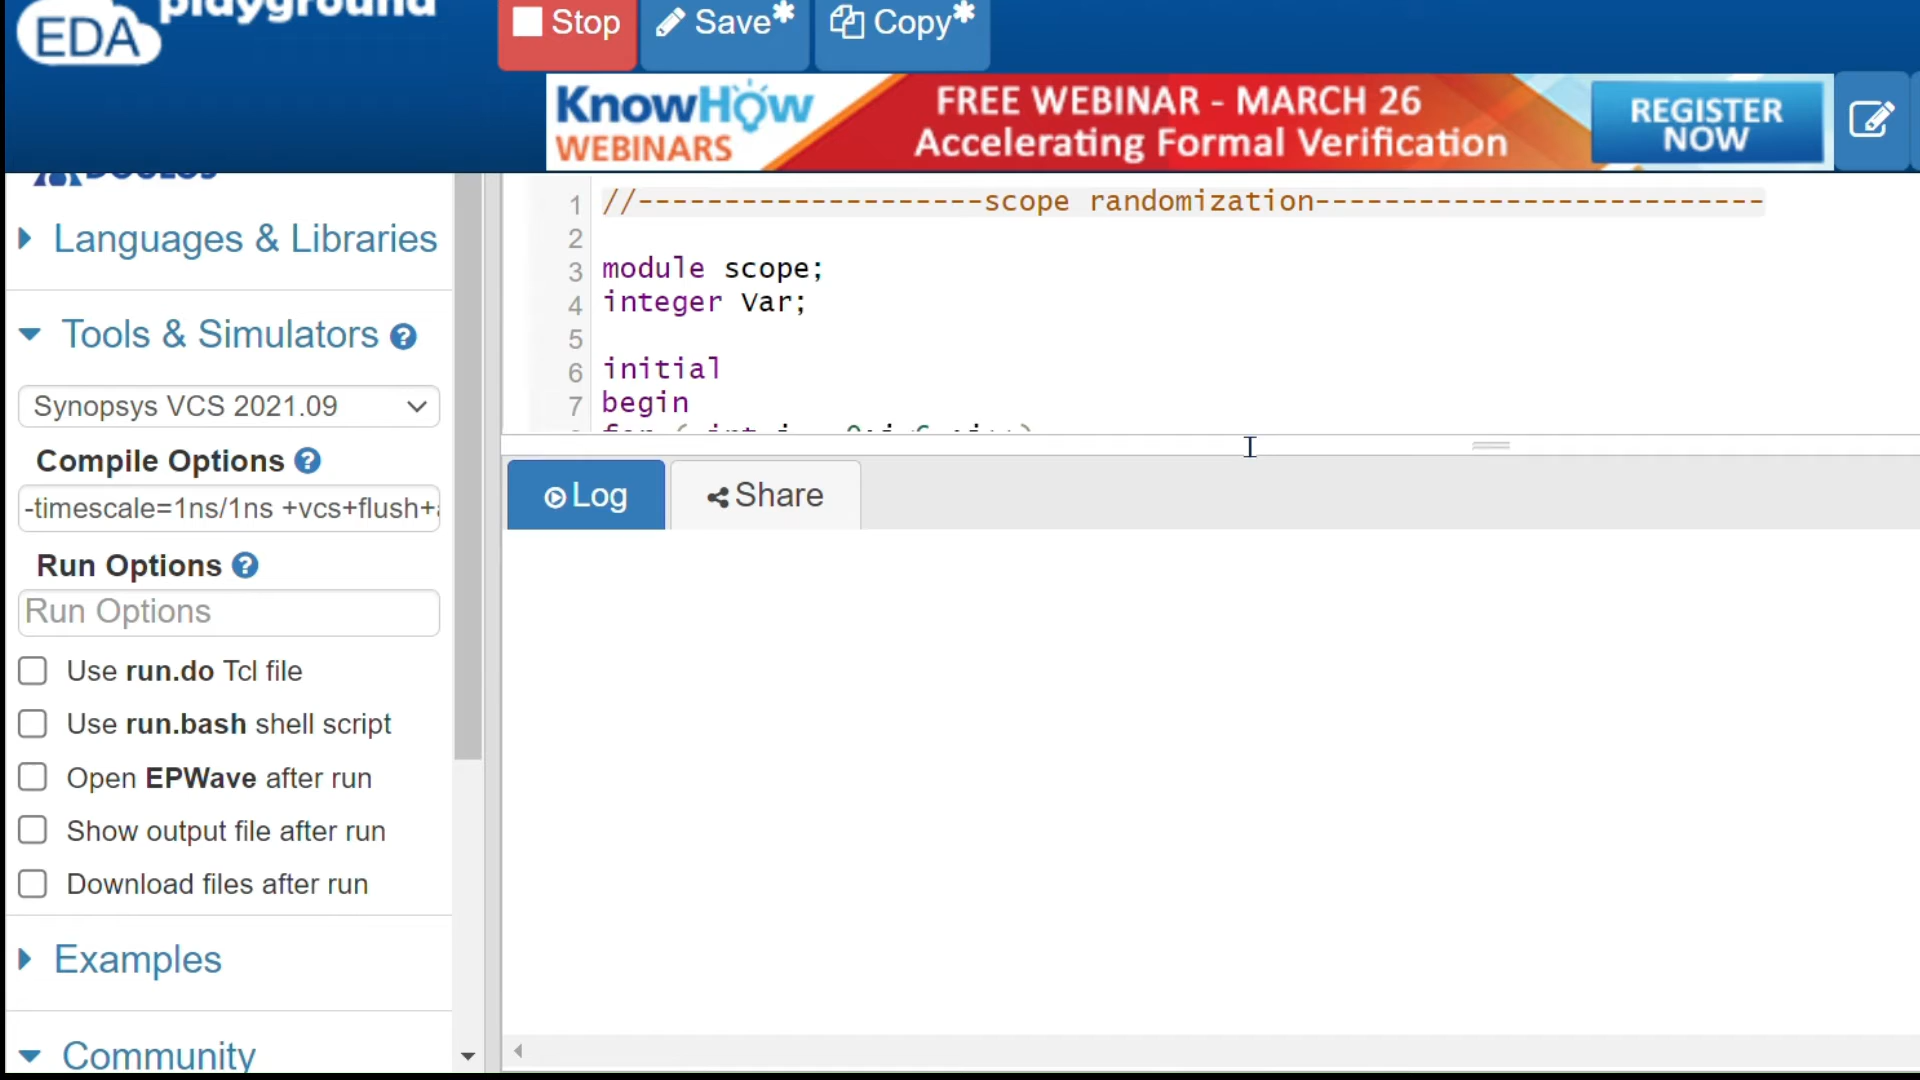 EDA playground
Stop
Save*
Copy*
KnowHow
WEBINARS
FREE WEBINAR - MARCH 26
Accelerating Formal Verification
REGISTER
NOW
DOULOS
Languages & Libraries
Tools & Simulators ?
Synopsys VCS 2021.09
Compile Options ?
-timescale=1ns/1ns +vcs+flush+a
Run Options ?
Run Options
Use run.do Tcl file
Use run.bash shell script
Open EPWave after run
Show output file after run
Download files after run
Examples
Community
1 //--------------------scope randomization--------------------------
2
3 module scope;
4 integer Var;
5
6 initial
7 begin
Log
Share